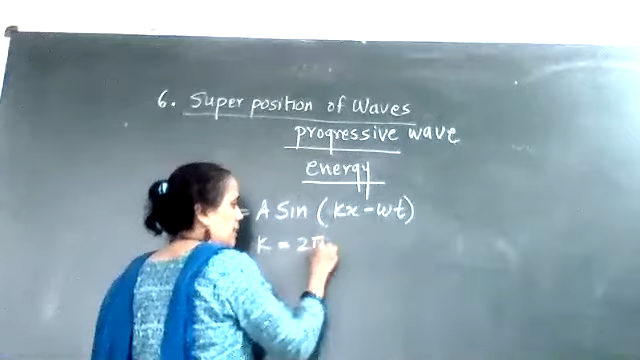 6. Super position of Waves
progressive wave
energy
= A Sin (kx - wt)
K = 2π